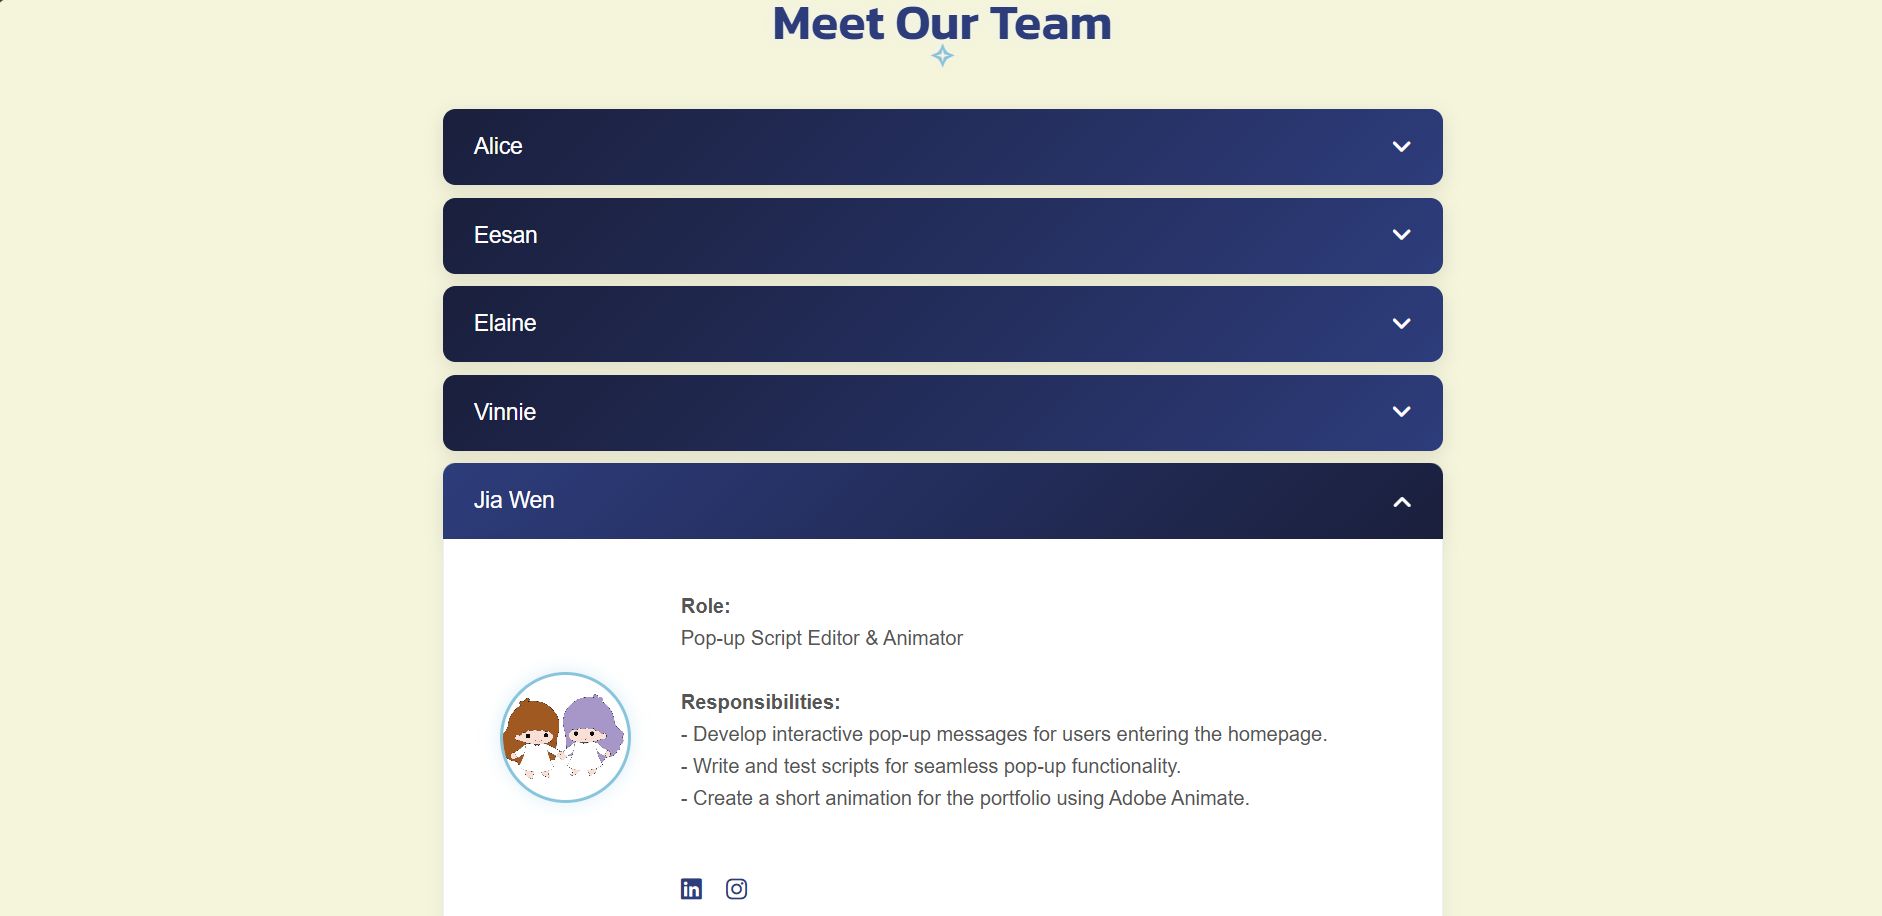 Meet Our Team
Alice
Eesan
Elaine
Vinnie
Jia Wen
Role:
Pop-up Script Editor & Animator
Responsibilities:
- Develop interactive pop-up messages for users entering the homepage.
- Write and test scripts for seamless pop-up functionality.
- Create a short animation for the portfolio using Adobe Animate.
in